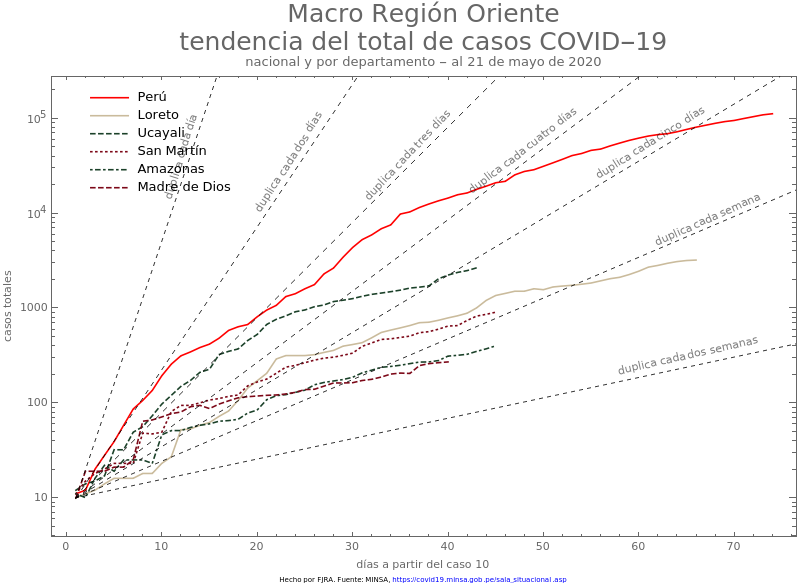 Macro Región Oriente
tendencia del total de casos COVID–19
nacional y por departamento – al 21 de mayo de 2020
Perú
Loreto
Ucayali
San Martín
Amazonas
Madre de Dios
duplica cada día
duplica cada dos días
duplica cada tres días
duplica cada cuatro días
duplica cada cinco días
duplica cada semana
duplica cada dos semanas
casos totales
10^5
10^4
1000
100
10
0 10 20 30 40 50 60 70
días a partir del caso 10
Hecho por FJRA. Fuente: MINSA, https://covid19.minsa.gob.pe/sala_situacional.asp